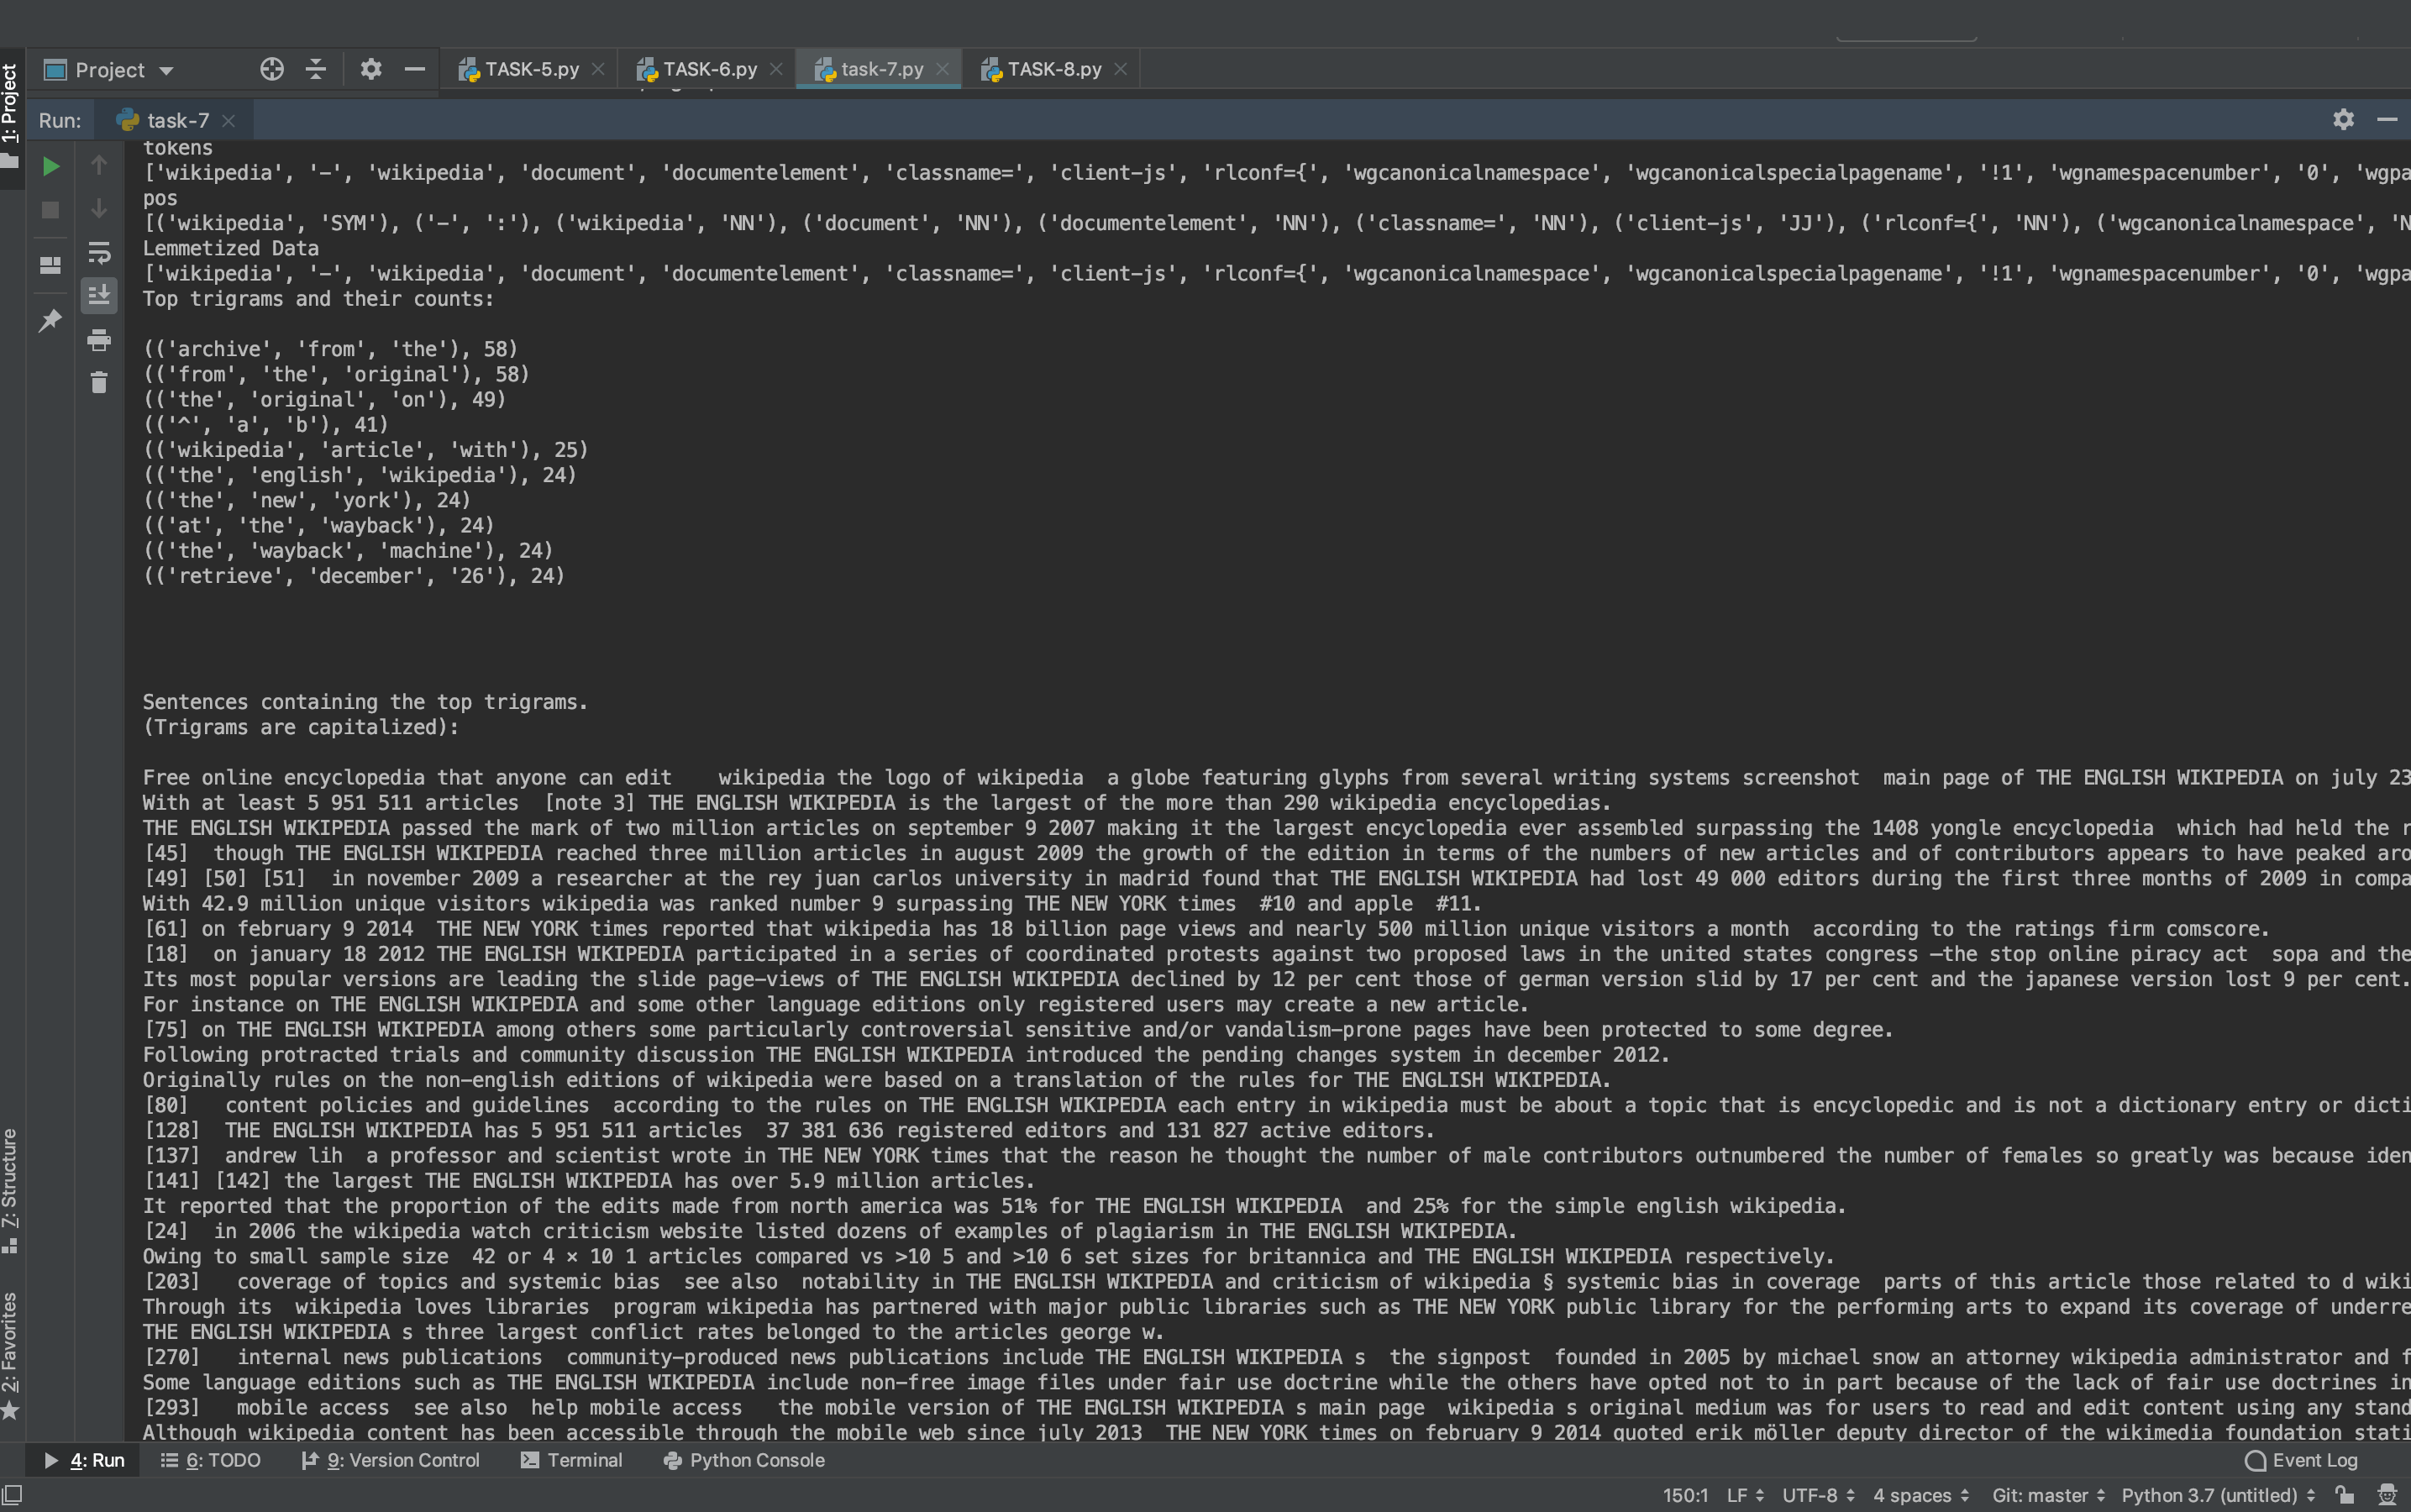 Project
TASK-5.py
TASK-6.py
task-7.py
TASK-8.py
1: Project
Run:
task-7
tokens
['wikipedia', '-', 'wikipedia', 'document', 'documentelement', 'classname=', 'client-js', 'rlconf={', 'wgcanonicalnamespace', 'wgcanonicalspecialpagename', '!1', 'wgnamespacenumber', '0', 'wgpa
pos
[('wikipedia', 'SYM'), ('-', ':'), ('wikipedia', 'NN'), ('document', 'NN'), ('documentelement', 'NN'), ('classname=', 'NN'), ('client-js', 'JJ'), ('rlconf={', 'NN'), ('wgcanonicalnamespace', 'N
Lemmetized Data
['wikipedia', '-', 'wikipedia', 'document', 'documentelement', 'classname=', 'client-js', 'rlconf={', 'wgcanonicalnamespace', 'wgcanonicalspecialpagename', '!1', 'wgnamespacenumber', '0', 'wgpa
Top trigrams and their counts:
(('archive', 'from', 'the'), 58)
(('from', 'the', 'original'), 58)
(('the', 'original', 'on'), 49)
(('^', 'a', 'b'), 41)
(('wikipedia', 'article', 'with'), 25)
(('the', 'english', 'wikipedia'), 24)
(('the', 'new', 'york'), 24)
(('at', 'the', 'wayback'), 24)
(('the', 'wayback', 'machine'), 24)
(('retrieve', 'december', '26'), 24)
Sentences containing the top trigrams.
(Trigrams are capitalized):
Free online encyclopedia that anyone can edit    wikipedia the logo of wikipedia  a globe featuring glyphs from several writing systems screenshot  main page of THE ENGLISH WIKIPEDIA on july 23
With at least 5 951 511 articles  [note 3] THE ENGLISH WIKIPEDIA is the largest of the more than 290 wikipedia encyclopedias.
THE ENGLISH WIKIPEDIA passed the mark of two million articles on september 9 2007 making it the largest encyclopedia ever assembled surpassing the 1408 yongle encyclopedia  which had held the r
[45]  though THE ENGLISH WIKIPEDIA reached three million articles in august 2009 the growth of the edition in terms of the numbers of new articles and of contributors appears to have peaked aro
[49] [50] [51]  in november 2009 a researcher at the rey juan carlos university in madrid found that THE ENGLISH WIKIPEDIA had lost 49 000 editors during the first three months of 2009 in compa
With 42.9 million unique visitors wikipedia was ranked number 9 surpassing THE NEW YORK times  #10 and apple  #11.
[61] on february 9 2014  THE NEW YORK times reported that wikipedia has 18 billion page views and nearly 500 million unique visitors a month  according to the ratings firm comscore.
[18]  on january 18 2012 THE ENGLISH WIKIPEDIA participated in a series of coordinated protests against two proposed laws in the united states congress —the stop online piracy act  sopa and the
Its most popular versions are leading the slide page-views of THE ENGLISH WIKIPEDIA declined by 12 per cent those of german version slid by 17 per cent and the japanese version lost 9 per cent.
For instance on THE ENGLISH WIKIPEDIA and some other language editions only registered users may create a new article.
[75] on THE ENGLISH WIKIPEDIA among others some particularly controversial sensitive and/or vandalism-prone pages have been protected to some degree.
Following protracted trials and community discussion THE ENGLISH WIKIPEDIA introduced the pending changes system in december 2012.
Originally rules on the non-english editions of wikipedia were based on a translation of the rules for THE ENGLISH WIKIPEDIA.
[80]   content policies and guidelines  according to the rules on THE ENGLISH WIKIPEDIA each entry in wikipedia must be about a topic that is encyclopedic and is not a dictionary entry or dicti
[128]  THE ENGLISH WIKIPEDIA has 5 951 511 articles  37 381 636 registered editors and 131 827 active editors.
[137]  andrew lih  a professor and scientist wrote in THE NEW YORK times that the reason he thought the number of male contributors outnumbered the number of females so greatly was because iden
[141] [142] the largest THE ENGLISH WIKIPEDIA has over 5.9 million articles.
It reported that the proportion of the edits made from north america was 51% for THE ENGLISH WIKIPEDIA  and 25% for the simple english wikipedia.
[24]  in 2006 the wikipedia watch criticism website listed dozens of examples of plagiarism in THE ENGLISH WIKIPEDIA.
Owing to small sample size  42 or 4 × 10 1 articles compared vs >10 5 and >10 6 set sizes for britannica and THE ENGLISH WIKIPEDIA respectively.
[203]   coverage of topics and systemic bias  see also  notability in THE ENGLISH WIKIPEDIA and criticism of wikipedia § systemic bias in coverage  parts of this article those related to d wiki
Through its  wikipedia loves libraries  program wikipedia has partnered with major public libraries such as THE NEW YORK public library for the performing arts to expand its coverage of underre
THE ENGLISH WIKIPEDIA s three largest conflict rates belonged to the articles george w.
[270]   internal news publications  community-produced news publications include THE ENGLISH WIKIPEDIA s  the signpost  founded in 2005 by michael snow an attorney wikipedia administrator and f
Some language editions such as THE ENGLISH WIKIPEDIA include non-free image files under fair use doctrine while the others have opted not to in part because of the lack of fair use doctrines in
[293]   mobile access  see also  help mobile access   the mobile version of THE ENGLISH WIKIPEDIA s main page  wikipedia s original medium was for users to read and edit content using any stand
Although wikipedia content has been accessible through the mobile web since july 2013  THE NEW YORK times on february 9 2014 quoted erik möller deputy director of the wikimedia foundation stati
7: Structure
2: Favorites
4: Run
6: TODO
9: Version Control
Terminal
Python Console
Event Log
150:1
LF
UTF-8
4 spaces
Git: master
Python 3.7 (untitled)